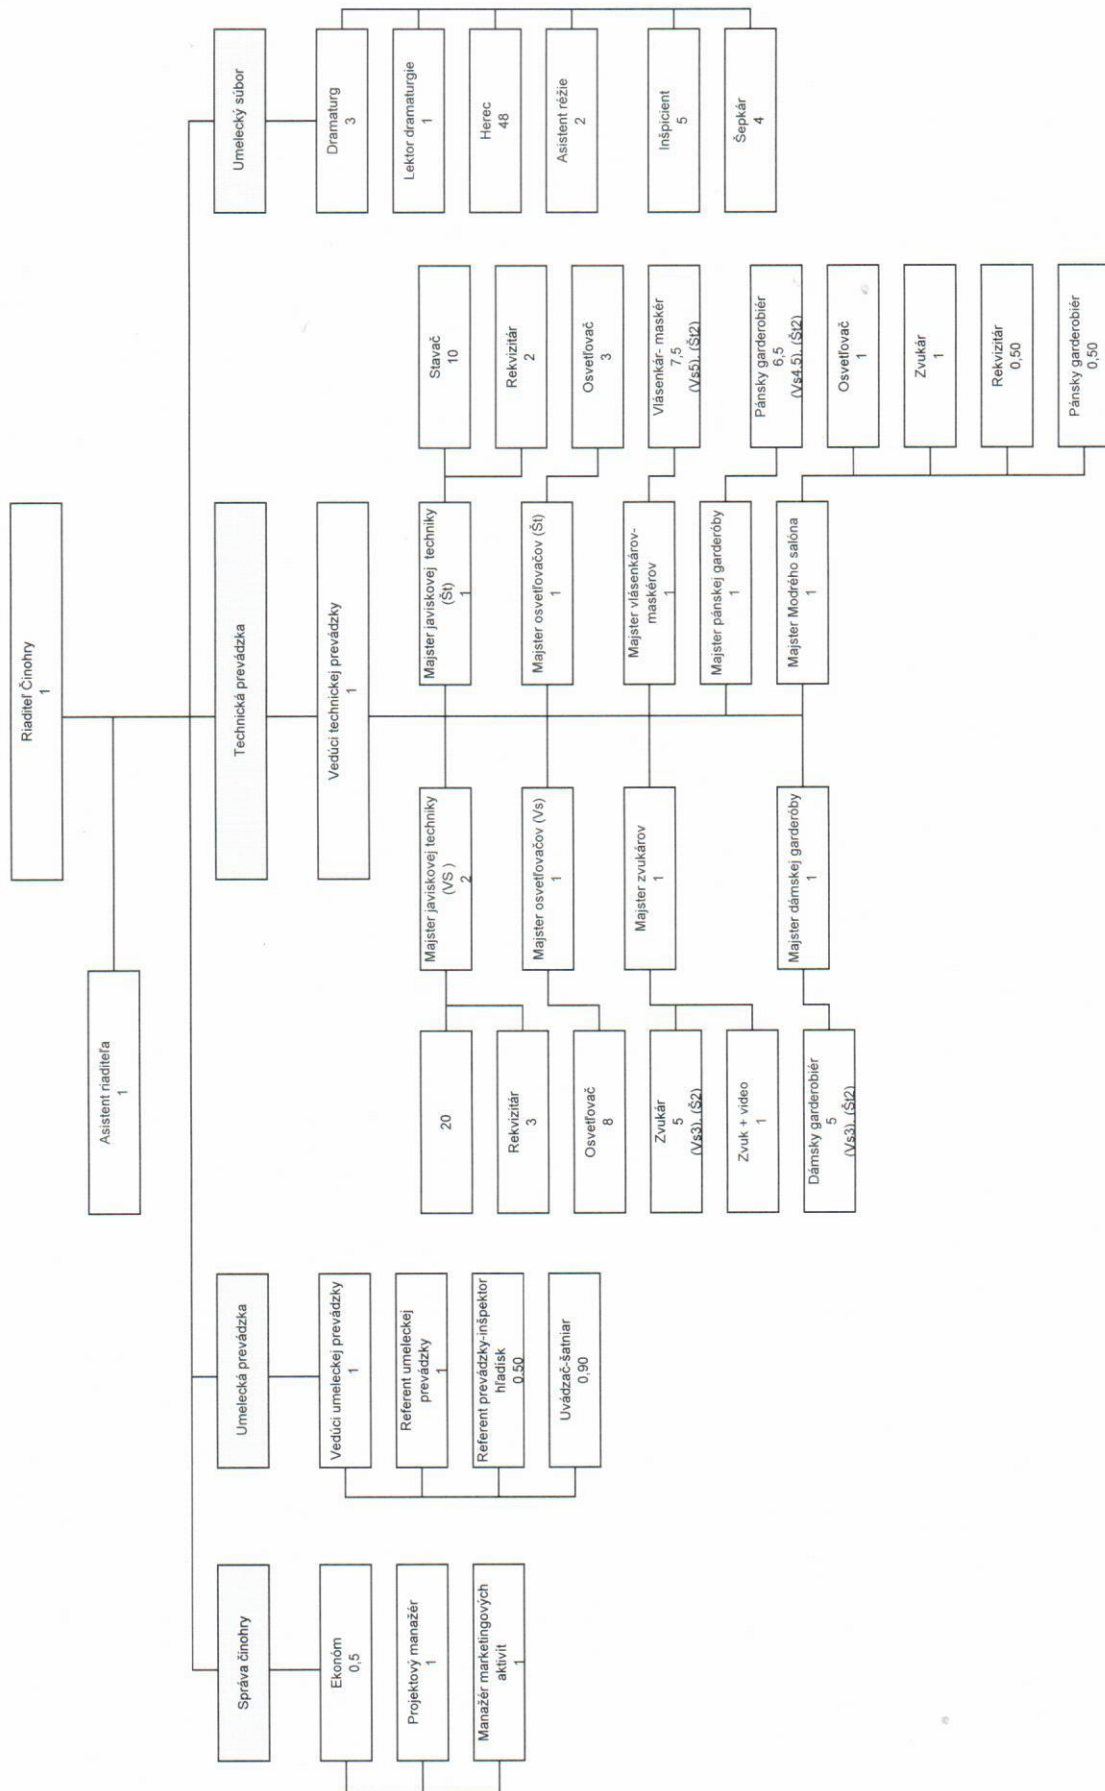 Riaditeľ Činohry
1
Asistent riaditeľa
1
Správa činohry
Umelecká prevádzka
Technická prevádzka
Umelecký súbor
Ekonóm
0,5
Projektový manažér
1
Manažér marketingových
aktivít
1
Vedúci umeleckej prevádzky
1
Referent umeleckej
prevádzky
1
Referent prevádzky-inšpektor
hľadísk
0,50
Uvádzač-šatniar
0,90
Vedúci technickej prevádzky
1
Majster javiskovej techniky
(VS )
2
20
Rekvizitár
3
Majster osvetľovačov (Vs)
1
Osvetľovač
8
Majster zvukárov
1
Zvukár
5
(Vs3), (Š2)
Zvuk + video
1
Majster dámskej garderóby
1
Dámsky garderobiér
5
(Vs3), (Št2)
Majster javiskovej techniky
(Št)
1
Stavač
10
Rekvizitár
2
Majster osvetľovačov (Št)
1
Osvetľovač
3
Majster vlásenkárov-
maskérov
1
Vlásenkár- maskér
7,5
(Vs5), (Št2)
Majster pánskej garderóby
1
Pánsky garderobiér
6,5
(Vs4,5), (Št2)
Majster Modrého salóna
1
Osvetľovač
1
Zvukár
1
Rekvizitár
0,50
Pánsky garderobiér
0,50
Dramaturg
3
Lektor dramaturgie
1
Herec
48
Asistent réžie
2
Inšpicient
5
Šepkár
4